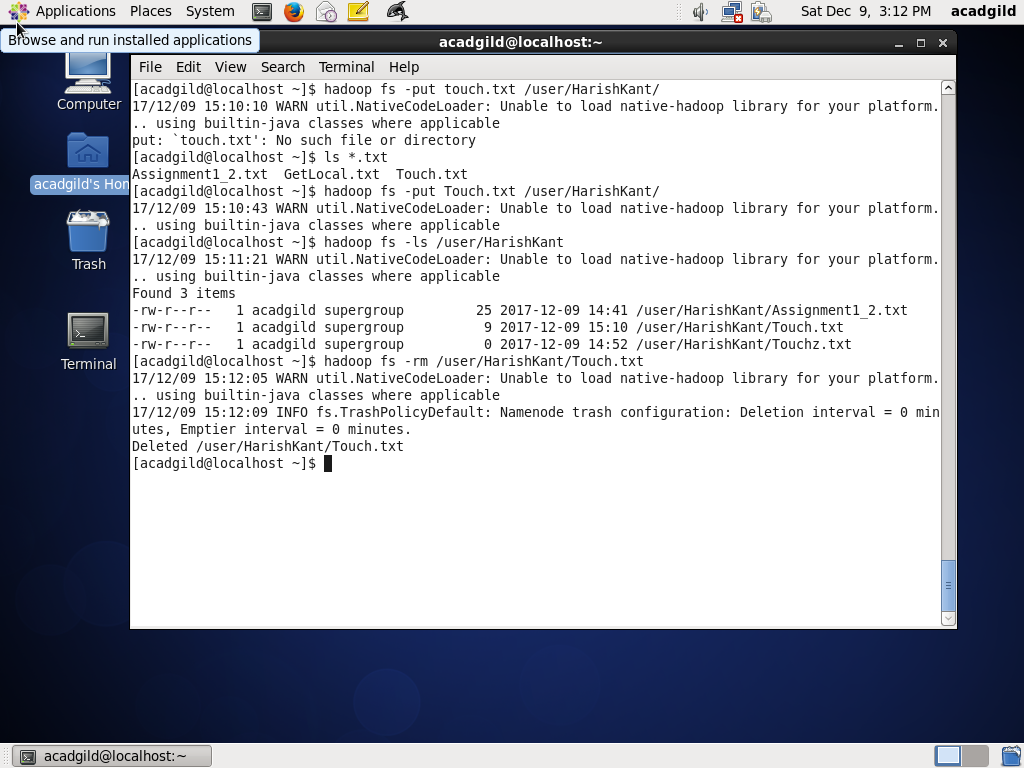 Applications Places System Sat Dec 9, 3:12 PM acadgild
Browse and run installed applications
acadgild@localhost:~
File Edit View Search Terminal Help
Computer
acadgild's Hom
Trash
Terminal
[acadgild@localhost ~]$ hadoop fs -put touch.txt /user/HarishKant/
17/12/09 15:10:10 WARN util.NativeCodeLoader: Unable to load native-hadoop library for your platform.
.. using builtin-java classes where applicable
put: `touch.txt': No such file or directory
[acadgild@localhost ~]$ ls *.txt
Assignment1_2.txt  GetLocal.txt  Touch.txt
[acadgild@localhost ~]$ hadoop fs -put Touch.txt /user/HarishKant/
17/12/09 15:10:43 WARN util.NativeCodeLoader: Unable to load native-hadoop library for your platform.
.. using builtin-java classes where applicable
[acadgild@localhost ~]$ hadoop fs -ls /user/HarishKant
17/12/09 15:11:21 WARN util.NativeCodeLoader: Unable to load native-hadoop library for your platform.
.. using builtin-java classes where applicable
Found 3 items
-rw-r--r--   1 acadgild supergroup         25 2017-12-09 14:41 /user/HarishKant/Assignment1_2.txt
-rw-r--r--   1 acadgild supergroup          9 2017-12-09 15:10 /user/HarishKant/Touch.txt
-rw-r--r--   1 acadgild supergroup          0 2017-12-09 14:52 /user/HarishKant/Touchz.txt
[acadgild@localhost ~]$ hadoop fs -rm /user/HarishKant/Touch.txt
17/12/09 15:12:05 WARN util.NativeCodeLoader: Unable to load native-hadoop library for your platform.
.. using builtin-java classes where applicable
17/12/09 15:12:09 INFO fs.TrashPolicyDefault: Namenode trash configuration: Deletion interval = 0 min
utes, Emptier interval = 0 minutes.
Deleted /user/HarishKant/Touch.txt
[acadgild@localhost ~]$
acadgild@localhost:~